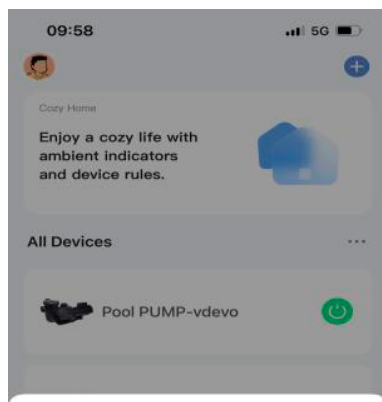 09:58
5G
Cozy Home
Enjoy a cozy life with
ambient indicators
and device rules.
All Devices
Pool PUMP-vdevo